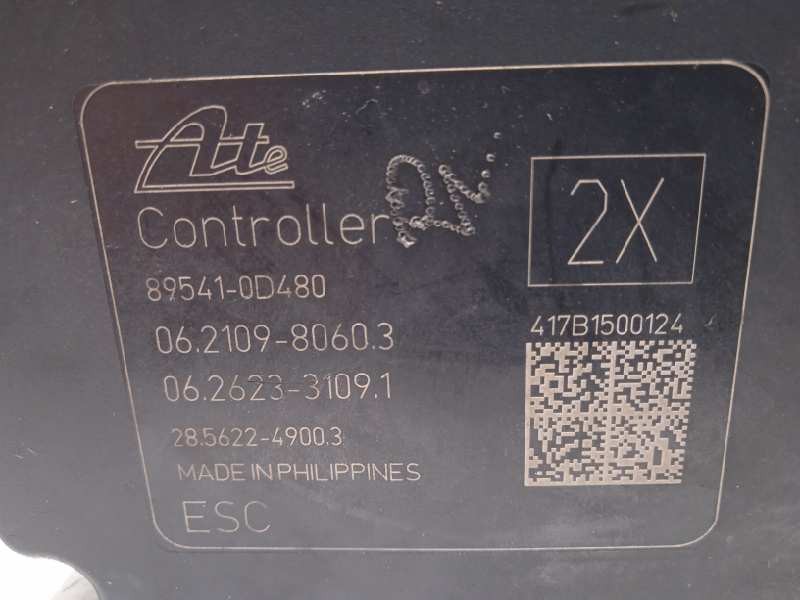 Ate
Controller
2X
89541-0D480
417B1500124
06.2109-8060.3
06.2623-3109.1
28.5622-4900.3
MADE IN PHILIPPINES
ESC